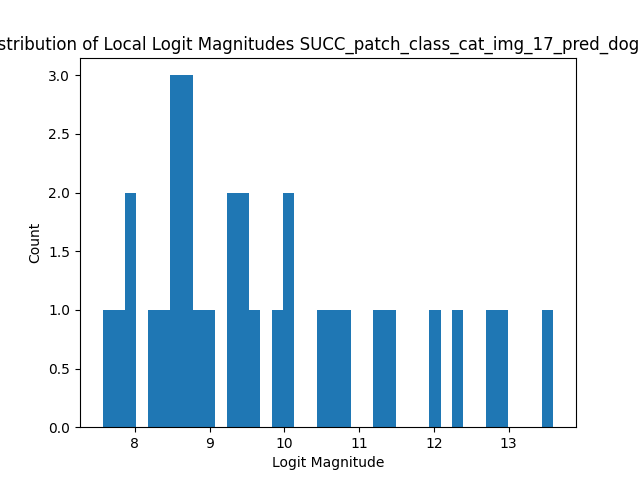 stribution of Local Logit Magnitudes SUCC_patch_class_cat_img_17_pred_dog
3.0
2.5
2.0
1.5
1.0
0.5
0.0
Count
8 9 10 11 12 13
Logit Magnitude